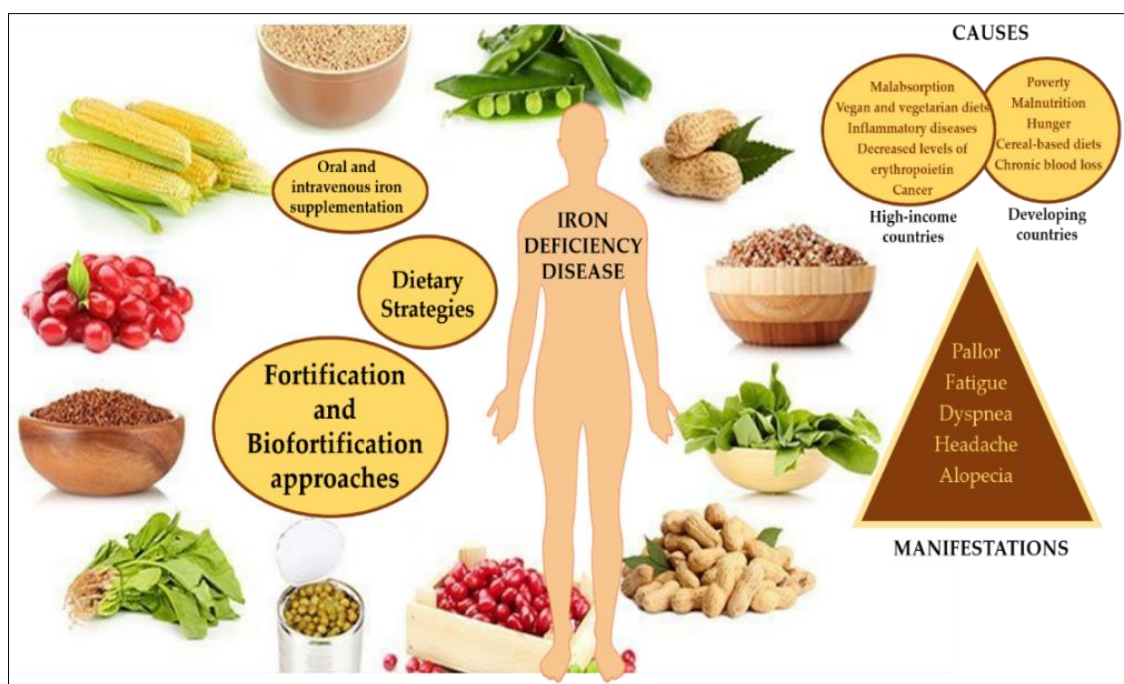 CAUSES
Malabsorption
Vegan and vegetarian diets
Inflammatory diseases
Decreased levels of
erythropoietin
Cancer
High-income
countries
Poverty
Malnutrition
Hunger
Cereal-based diets
Chronic blood loss
Developing
countries
Oral and
intravenous iron
supplementation
IRON
DEFICIENCY
DISEASE
Dietary
Strategies
Fortification
and
Biofortification
approaches
Pallor
Fatigue
Dyspnea
Headache
Alopecia
MANIFESTATIONS